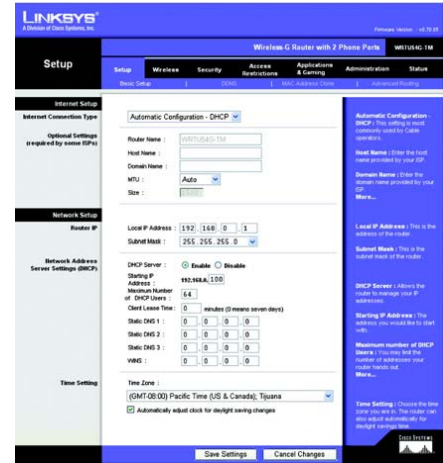 LINKSYS®
A Division of Cisco Systems, Inc.
Wireless-G Router with 2 Phone Ports
WRTU54G-TM
Setup
Setup
Wireless
Security
Access Restrictions
Applications & Gaming
Administration
Status
Basic Setup
DDNS
MAC Address Clone
Advanced Routing
Internet Setup
Internet Connection Type
Automatic Configuration - DHCP
Optional Settings
(required by some ISPs)
Router Name :
WRTU54G-TM
Host Name :
Domain Name :
MTU :
Auto
Size :
Network Setup
Router IP
Local IP Address :
192 . 168 . 0 . 1
Subnet Mask :
255.255.255.0
Network Address
Server Settings (DHCP)
DHCP Server :
Enable
Disable
Starting IP
Address :
192.168.0.
100
Maximum Number
of DHCP Users :
64
Client Lease Time :
0
minutes (0 means seven days)
Static DNS 1 :
0 . 0 . 0 . 0
Static DNS 2 :
0 . 0 . 0 . 0
Static DNS 3 :
0 . 0 . 0 . 0
WINS :
0 . 0 . 0 . 0
Time Setting
Time Zone :
(GMT-08:00) Pacific Time (US & Canada); Tijuana
Automatically adjust clock for daylight saving changes
Save Settings
Cancel Changes
Automatic Configuration -
DHCP : This setting is most
commonly used by Cable
operators.
Host Name : Enter the host
name provided by your ISP.
Domain Name : Enter the
domain name provided by your
ISP.
More...
Local IP Address : This is the
address of the router.
Subnet Mask : This is the
subnet mask of the router.
DHCP Server : Allows the
router to manage your IP
addresses.
Starting IP Address : The
address you would like to start
with.
Maximum number of DHCP
Users : You may limit the
number of addresses your
router hands out.
More...
Time Setting : Choose the time
zone you are in. The router can
also adjust automatically for
daylight savings time.
CISCO SYSTEMS